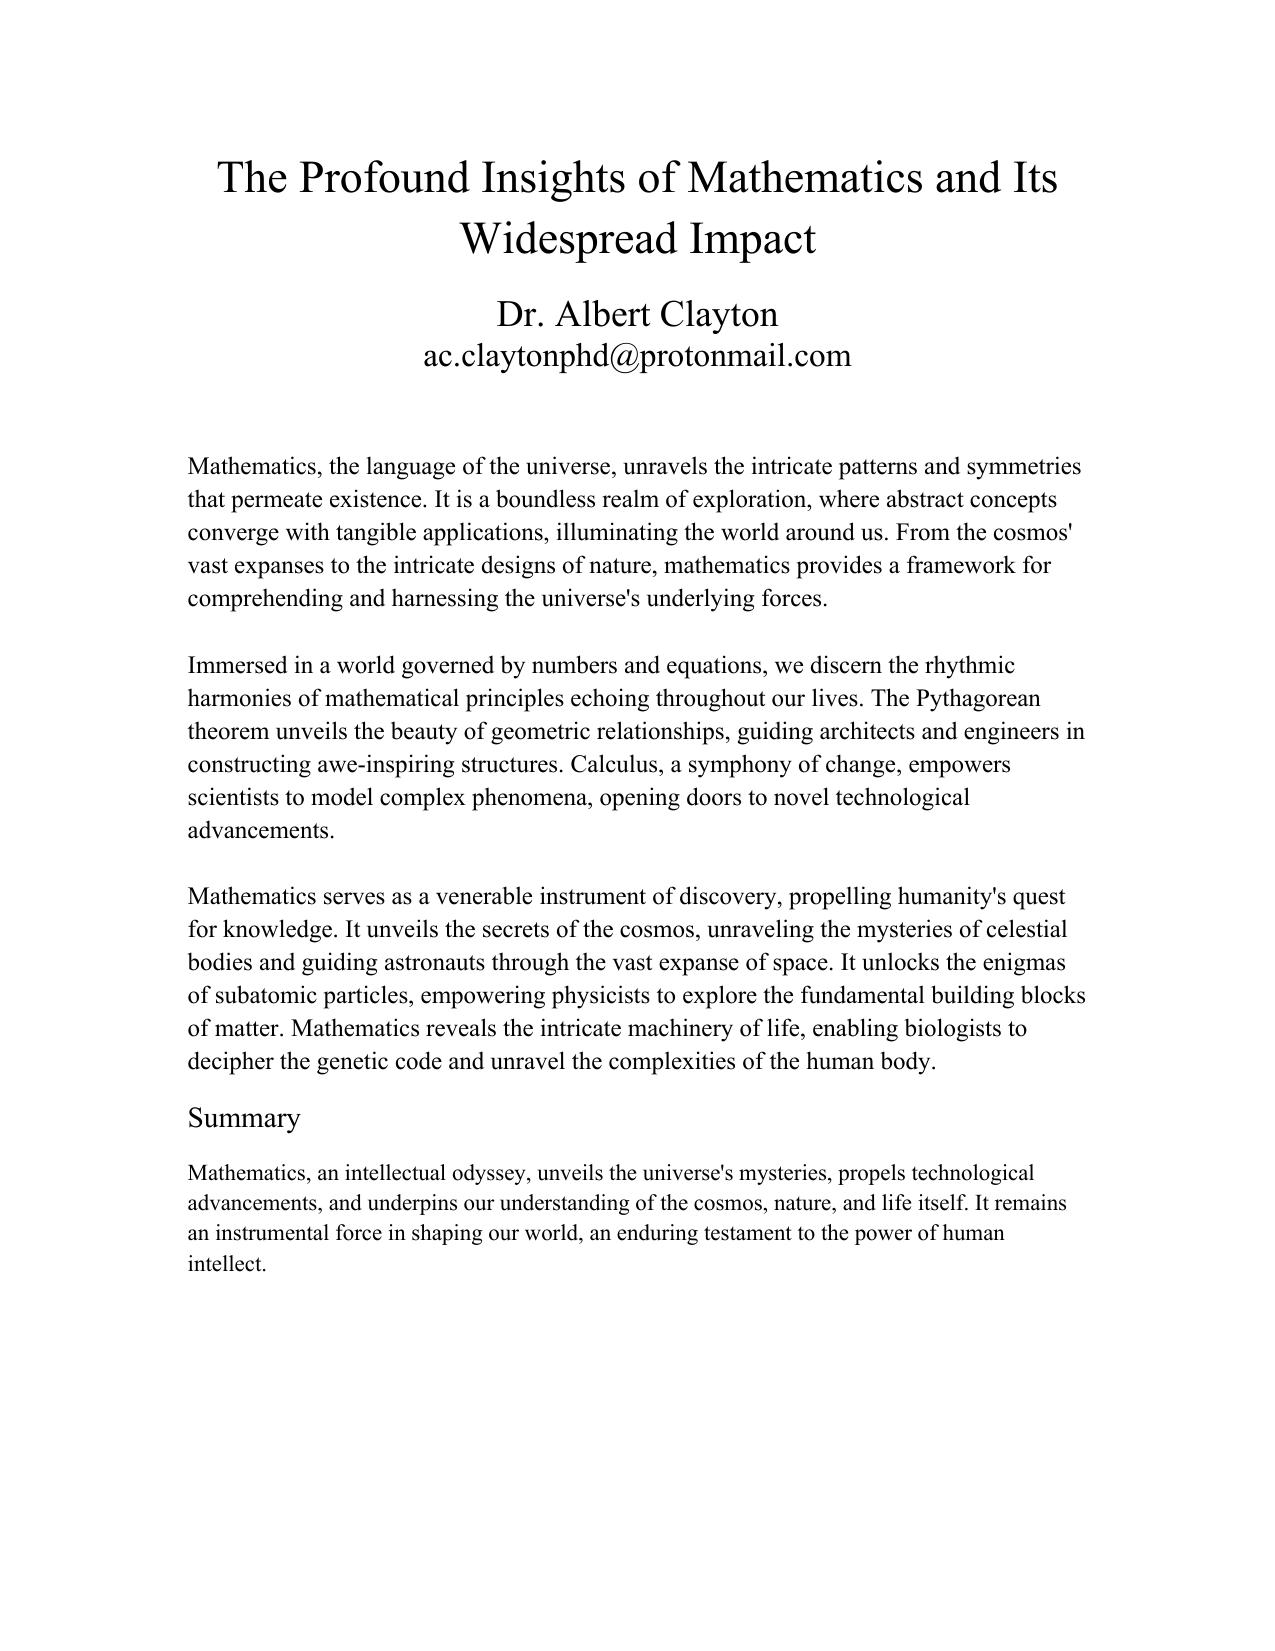 The Profound Insights of Mathematics and Its
Widespread Impact
Dr. Albert Clayton
ac.claytonphd@protonmail.com
Mathematics, the language of the universe, unravels the intricate patterns and symmetries
that permeate existence. It is a boundless realm of exploration, where abstract concepts
converge with tangible applications, illuminating the world around us. From the cosmos'
vast expanses to the intricate designs of nature, mathematics provides a framework for
comprehending and harnessing the universe's underlying forces.
Immersed in a world governed by numbers and equations, we discern the rhythmic
harmonies of mathematical principles echoing throughout our lives. The Pythagorean
theorem unveils the beauty of geometric relationships, guiding architects and engineers in
constructing awe-inspiring structures. Calculus, a symphony of change, empowers
scientists to model complex phenomena, opening doors to novel technological
advancements.
Mathematics serves as a venerable instrument of discovery, propelling humanity's quest
for knowledge. It unveils the secrets of the cosmos, unraveling the mysteries of celestial
bodies and guiding astronauts through the vast expanse of space. It unlocks the enigmas
of subatomic particles, empowering physicists to explore the fundamental building blocks
of matter. Mathematics reveals the intricate machinery of life, enabling biologists to
decipher the genetic code and unravel the complexities of the human body.
Summary
Mathematics, an intellectual odyssey, unveils the universe's mysteries, propels technological
advancements, and underpins our understanding of the cosmos, nature, and life itself. It remains
an instrumental force in shaping our world, an enduring testament to the power of human
intellect.